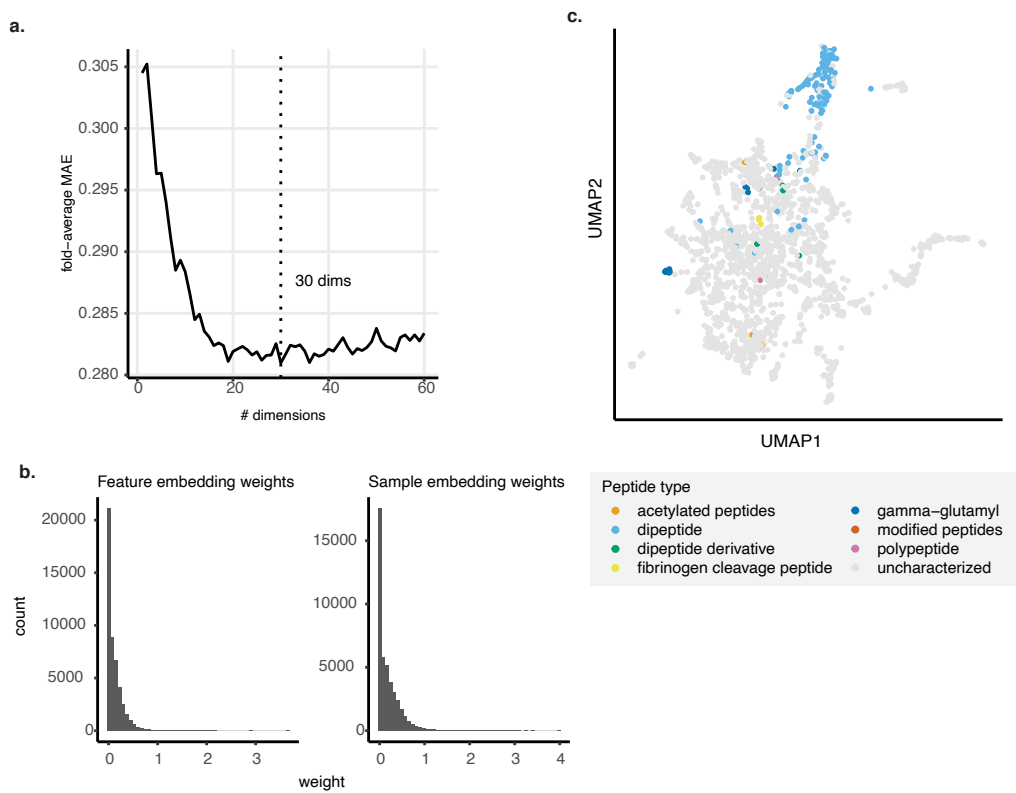 a.
0.305
0.300
0.295
0.290
0.285
0.280
fold−average MAE
30 dims
0 20 40 60
# dimensions
b.
Feature embedding weights
20000
15000
10000
5000
0
count
0 1 2 3
Sample embedding weights
15000
10000
5000
0
0 1 2 3 4
weight
c.
UMAP2
UMAP1
Peptide type
acetylated peptides
dipeptide
dipeptide derivative
fibrinogen cleavage peptide
gamma−glutamyl
modified peptides
polypeptide
uncharacterized